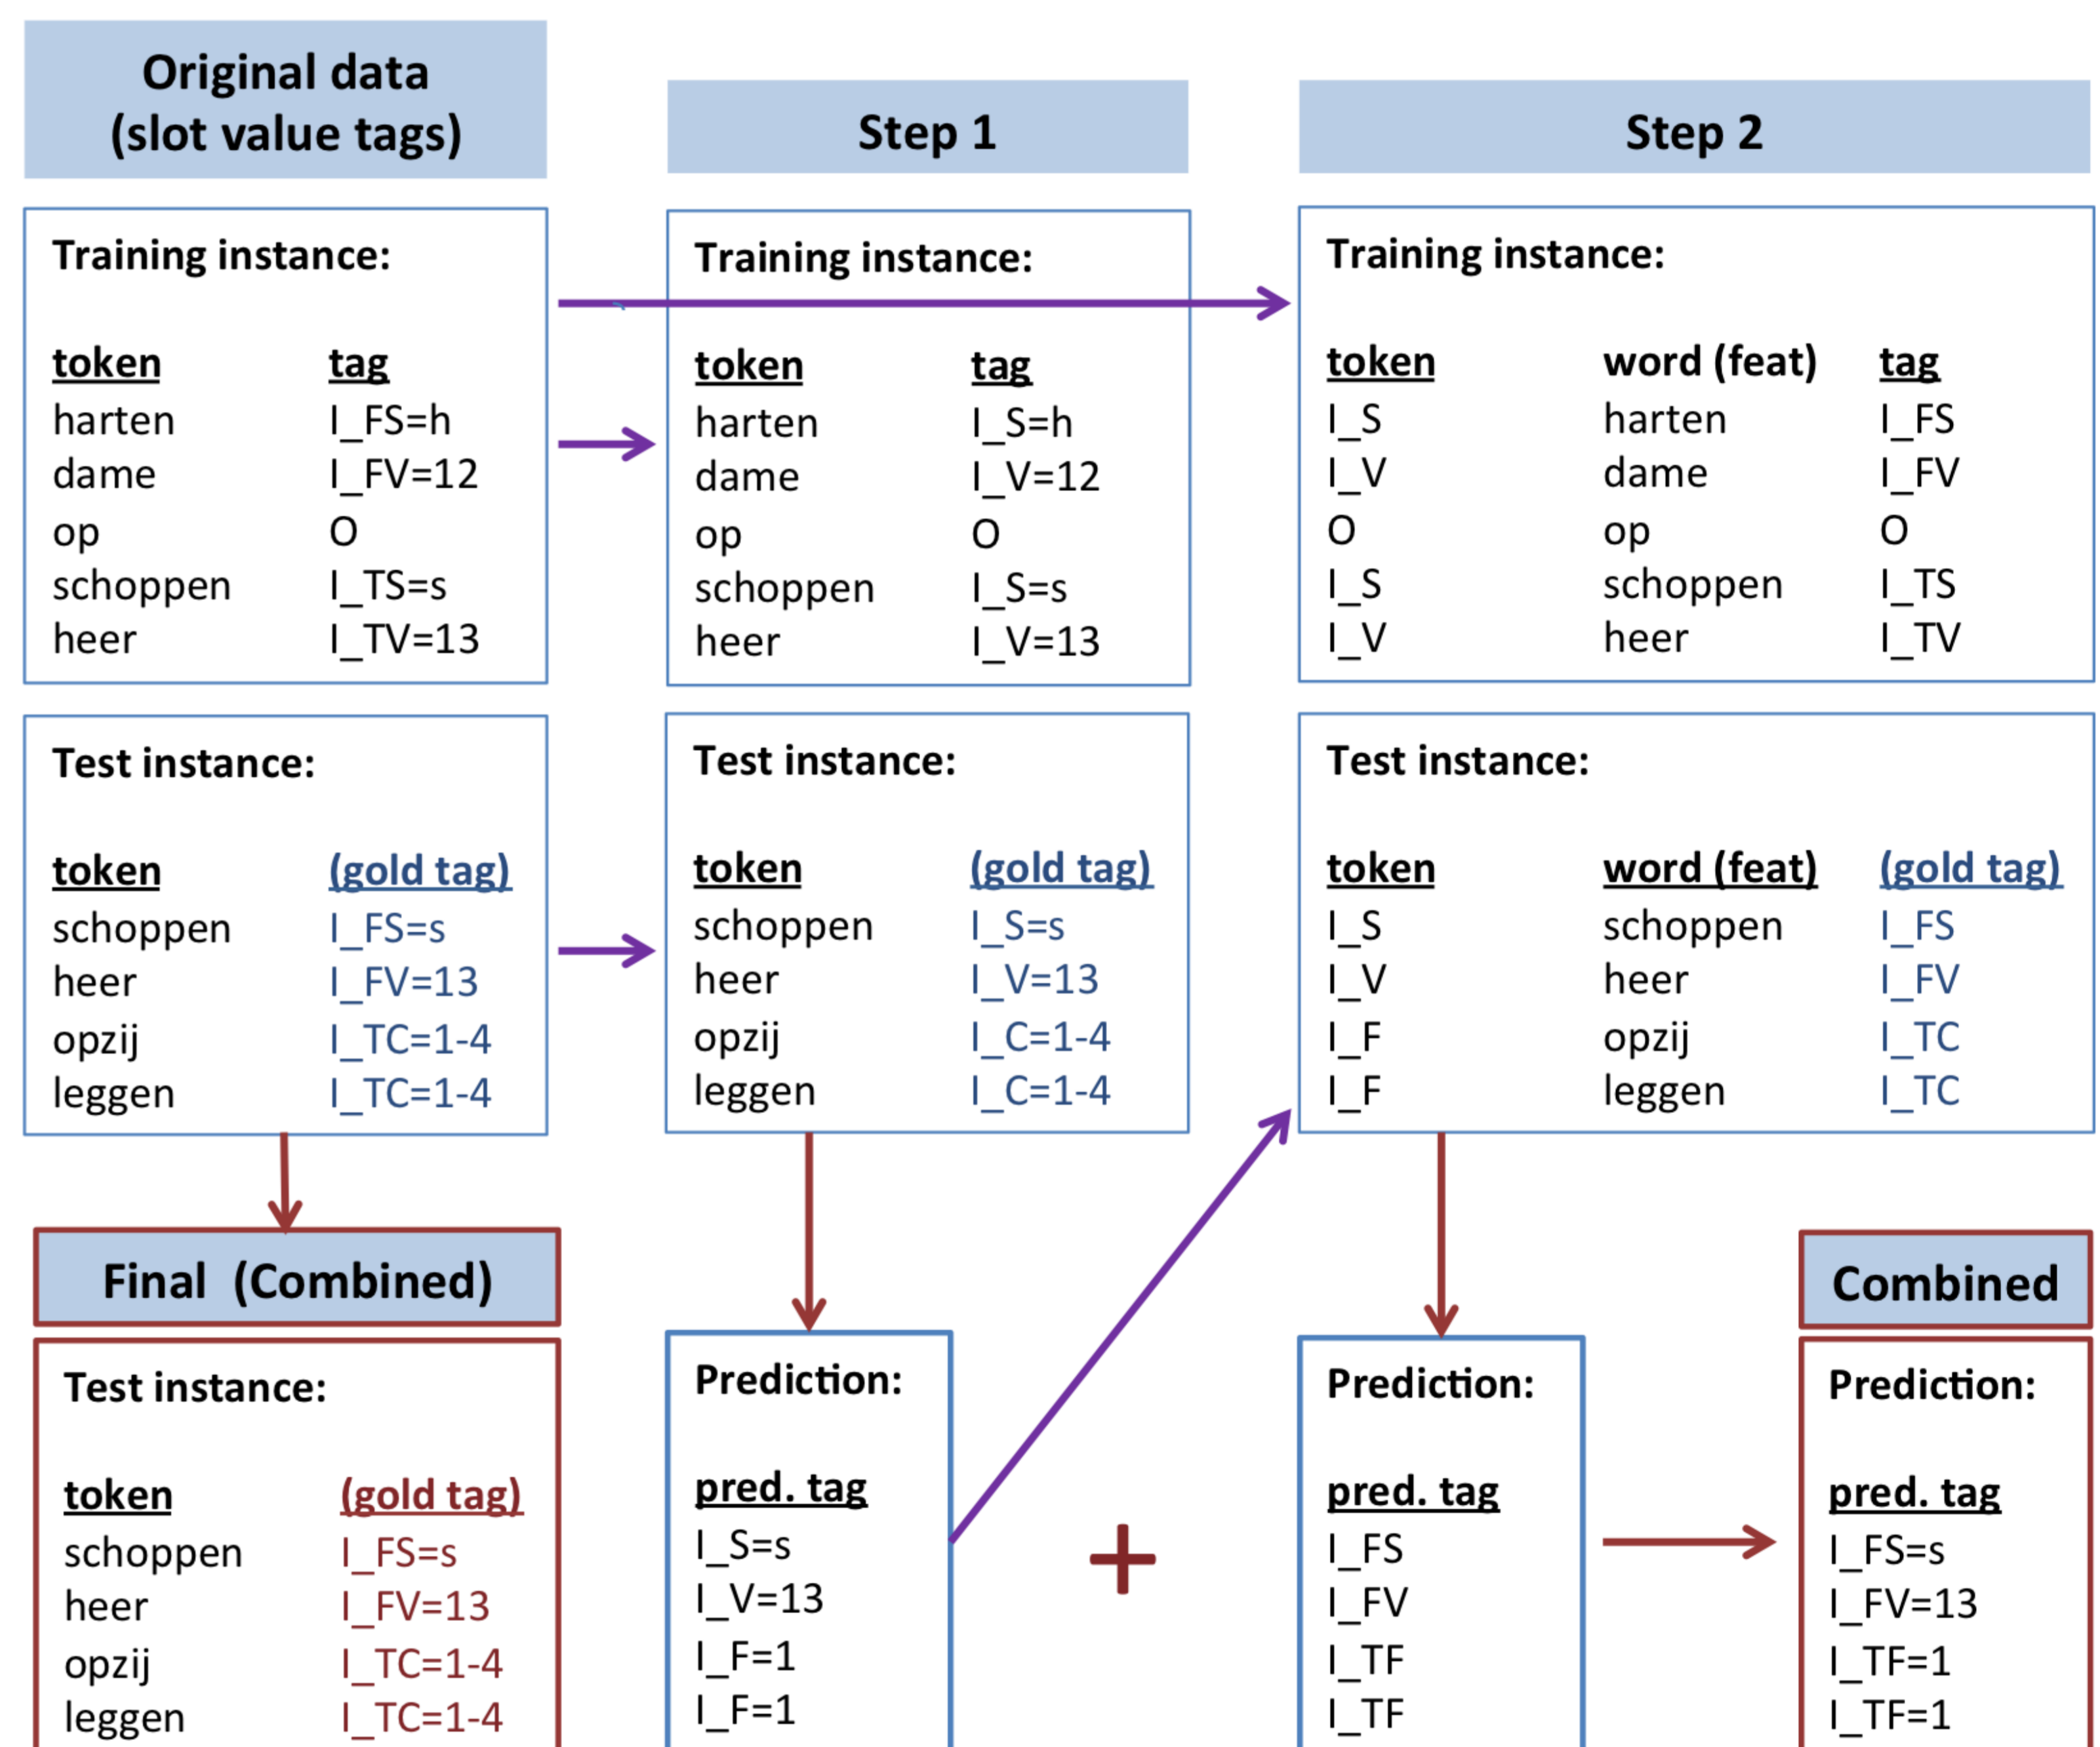 Original data
(slot value tags)
Step 1
Step 2
Training instance:
token tag
harten I_FS=h
dame I_FV=12
op O
schoppen I_TS=s
heer I_TV=13
Training instance:
token tag
harten I_S=h
dame I_V=12
op O
schoppen I_S=s
heer I_V=13
Training instance:
token word (feat) tag
I_S harten I_FS
I_V dame I_FV
O op O
I_S schoppen I_TS
I_V heer I_TV
Test instance:
token (gold tag)
schoppen I_FS=s
heer I_FV=13
opzij I_TC=1-4
leggen I_TC=1-4
Test instance:
token (gold tag)
schoppen I_S=s
heer I_V=13
opzij I_C=1-4
leggen I_C=1-4
Test instance:
token word (feat) (gold tag)
I_S schoppen I_FS
I_V heer I_FV
I_F opzij I_TC
I_F leggen I_TC
Final (Combined)
Test instance:
token (gold tag)
schoppen I_FS=s
heer I_FV=13
opzij I_TC=1-4
leggen I_TC=1-4
Prediction:
pred. tag
I_S=s
I_V=13
I_F=1
I_F=1
+
Prediction:
pred. tag
I_FS
I_FV
I_TF
I_TF
Combined
Prediction:
pred. tag
I_FS=s
I_FV=13
I_TF=1
I_TF=1